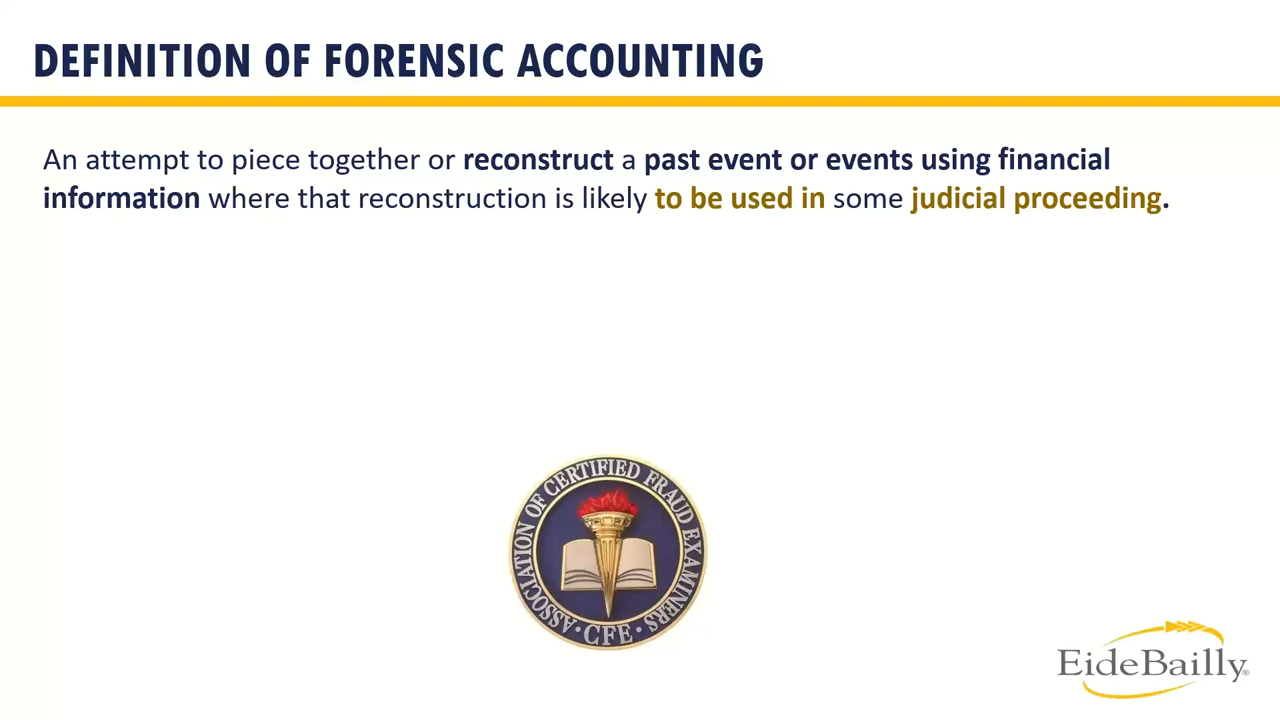 DEFINITION OF FORENSIC ACCOUNTING
An attempt to piece together or reconstruct a past event or events using financial
information where that reconstruction is likely to be used in some judicial proceeding.
ASSOCIATION OF CERTIFIED FRAUD EXAMINERS
· CFE ·
EideBailly®